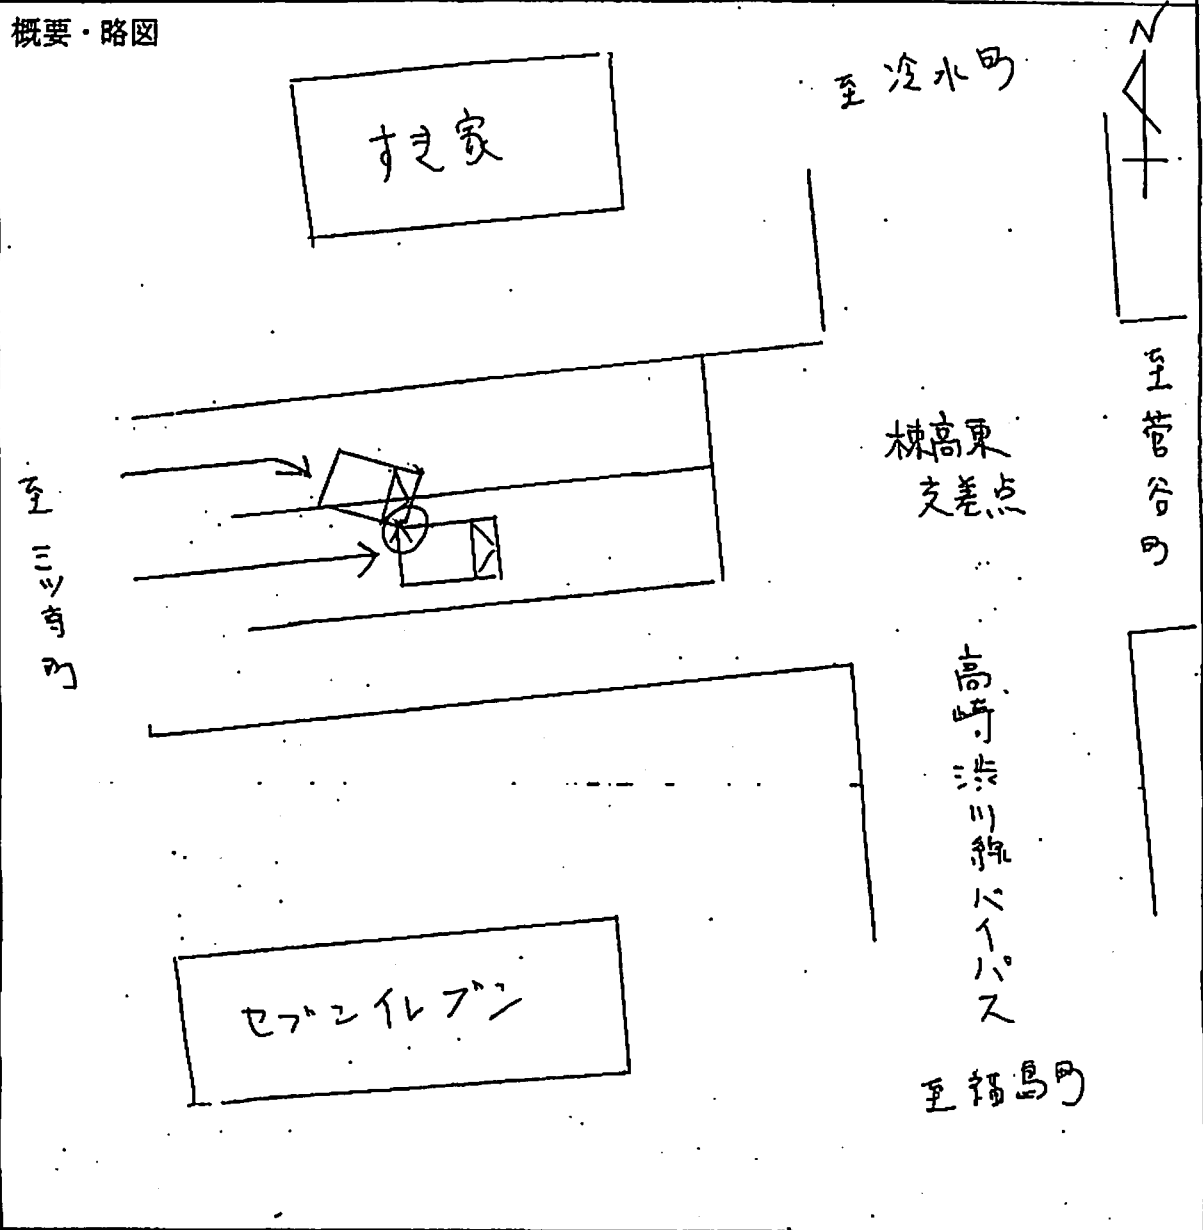 概要・略図
N
至 冷水町
すき家
至 菅谷町
棟高東
交差点
至 三ツ寺町
高崎渋川線バイパス
セブンイレブン
至 福島町